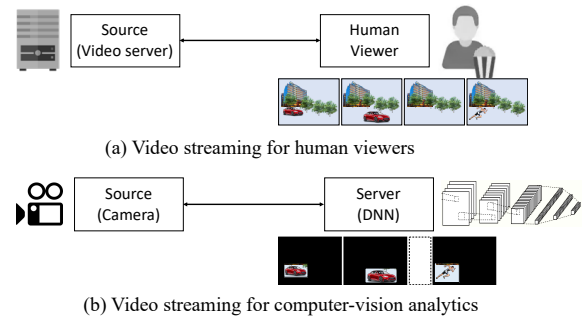 Source
(Video server)
Human
Viewer
(a) Video streaming for human viewers
Source
(Camera)
Server
(DNN)
(b) Video streaming for computer-vision analytics